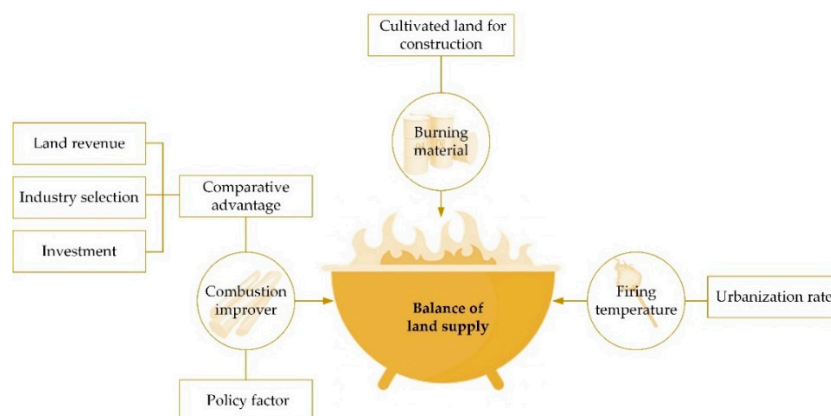 Cultivated land for
construction
Burning
material
Land revenue
Industry selection
Investment
Comparative
advantage
Combustion
improver
Policy factor
Balance of
land supply
Firing
temperature
Urbanization rate